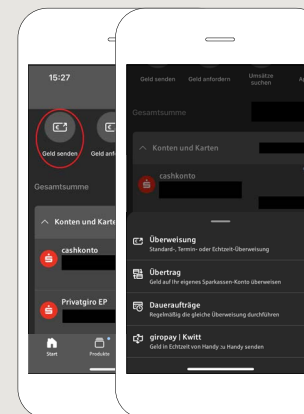 15:27
Geld senden
Geld anf
Gesamtsumme
Konten und Karte
cashkonto
Privatgiro EP
Start
Produkte
Geld senden
Geld anfordern
Umsätze suchen
Gesamtsumme
Konten und Karten
cashkonto
Überweisung
Standard-, Termin- oder Echtzeit-Überweisung
Übertrag
Geld auf Ihr eigenes Sparkassen-Konto überweisen
Daueraufträge
Regelmäßig die gleiche Überweisung durchführen
giropay | Kwitt
Geld in Echtzeit von Handy zu Handy senden